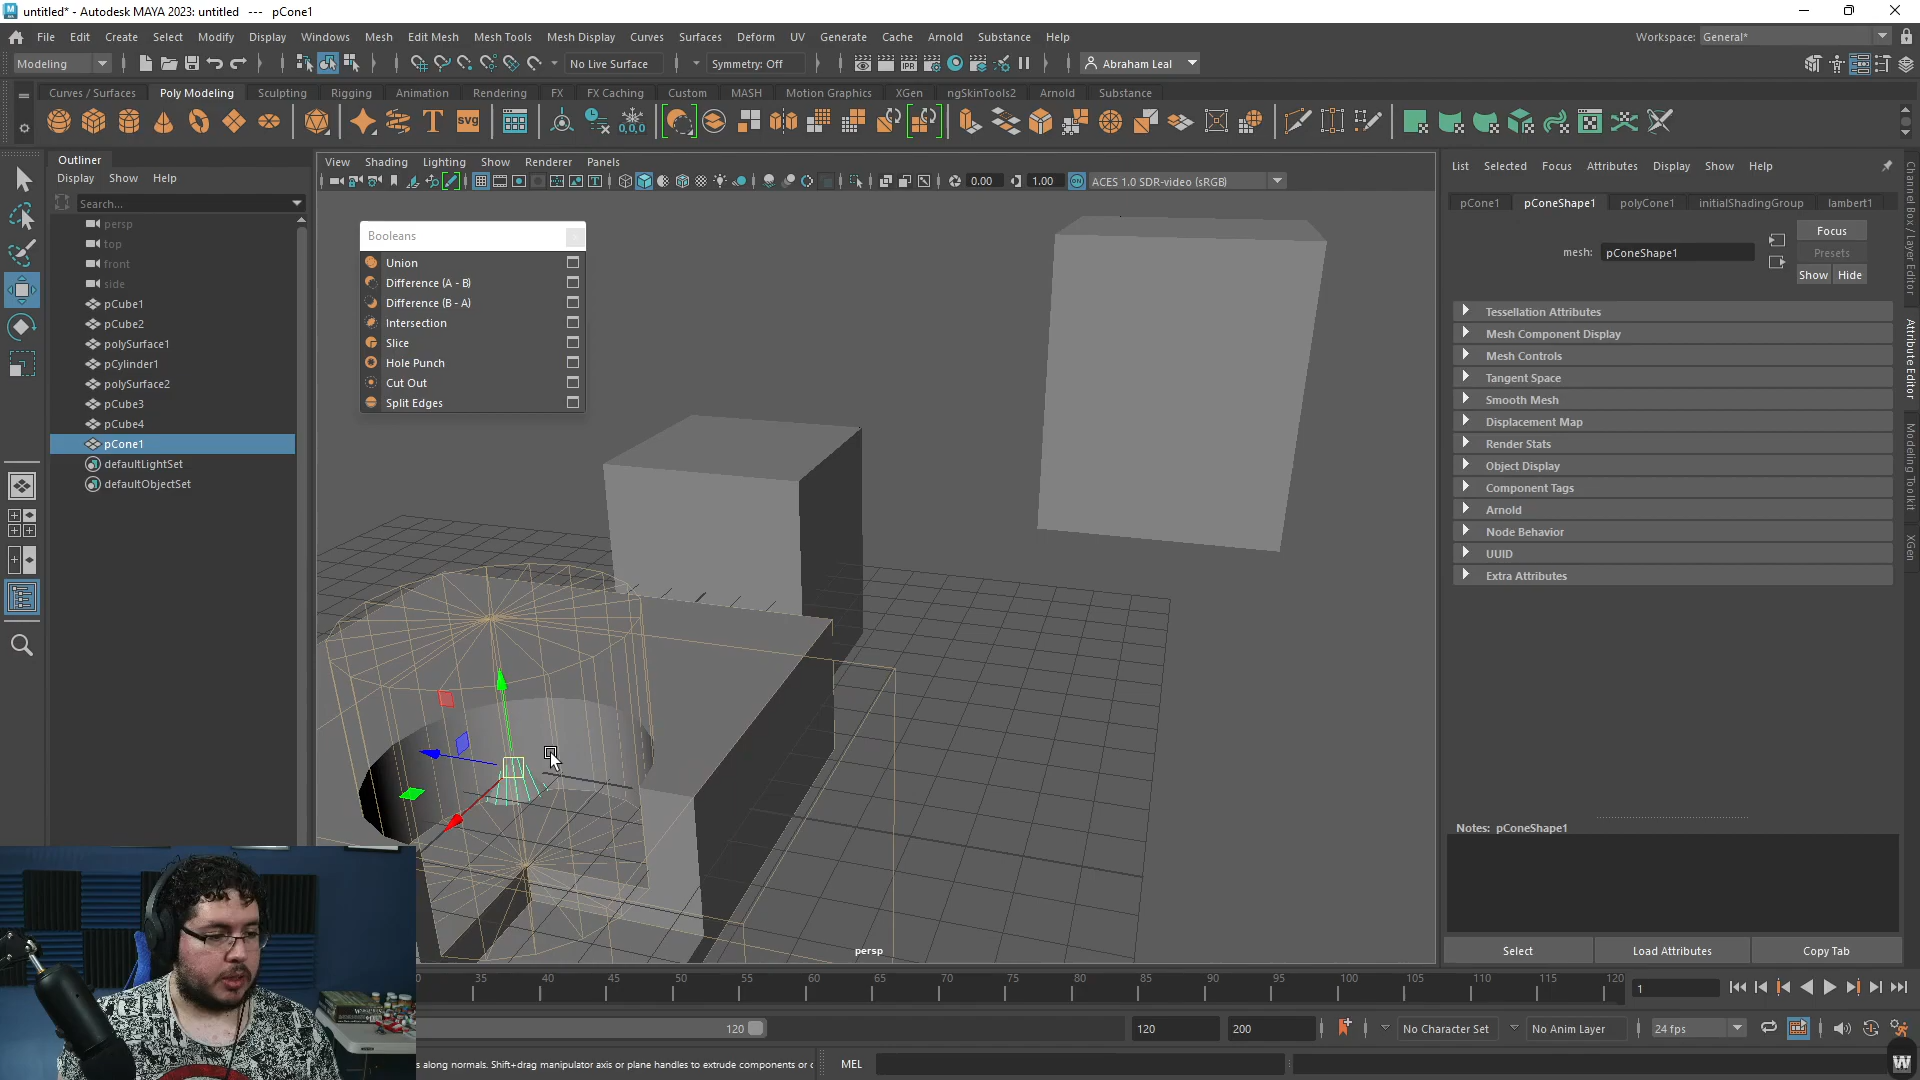 untitled* - Autodesk MAYA 2023: untitled --- pCone1
File Edit Create Select Modify Display Windows Mesh Edit Mesh Mesh Tools Mesh Display Curves Surfaces Deform UV Generate Cache Arnold Substance Help
Workspace: General*
Modeling
No Live Surface
Symmetry: Off
Abraham Leal
Curves / Surfaces Poly Modeling Sculpting Rigging Animation Rendering FX FX Caching Custom MASH Motion Graphics XGen ngSkinTools2 Arnold Substance
SVG
0,0,0
Outliner
Display Show Help
Search...
persp
top
front
side
pCube1
pCube2
polySurface1
pCylinder1
polySurface2
pCube3
pCube4
pCone1
defaultLightSet
defaultObjectSet
View Shading Lighting Show Renderer Panels
0.00
1.00
ACES 1.0 SDR-video (sRGB)
Booleans
Union
Difference (A - B)
Difference (B - A)
Intersection
Slice
Hole Punch
Cut Out
Split Edges
persp
List Selected Focus Attributes Display Show Help
pCone1 pConeShape1 polyCone1 initialShadingGroup lambert1
mesh: pConeShape1
Focus
Presets
Show Hide
Tessellation Attributes
Mesh Component Display
Mesh Controls
Tangent Space
Smooth Mesh
Displacement Map
Render Stats
Object Display
Component Tags
Arnold
Node Behavior
UUID
Extra Attributes
Notes: pConeShape1
Select
Load Attributes
Copy Tab
Channel Box / Layer Editor
Attribute Editor
Modeling Toolkit
XGen
35 40 45 50 55 60 65 70 75 80 85 90 95 100 105 110 115 120
1
120
120
200
No Character Set
No Anim Layer
24 fps
along normals. Shift+drag manipulator axis or plane handles to extrude components or c
MEL